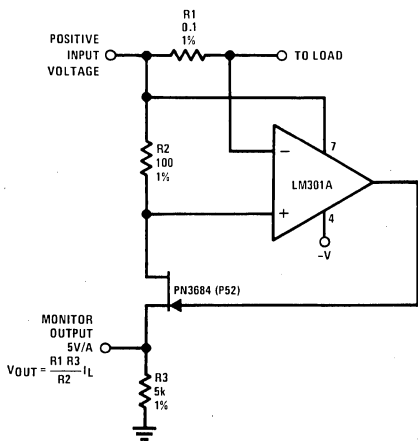 R1
0.1
1%
POSITIVE
INPUT
VOLTAGE
TO LOAD
R2
100
1%
7
−
LM301A
+
4
-V
PN3684 (P52)
MONITOR
OUTPUT
5V/A
VOUT = R1 R3 / R2 IL
R3
5k
1%